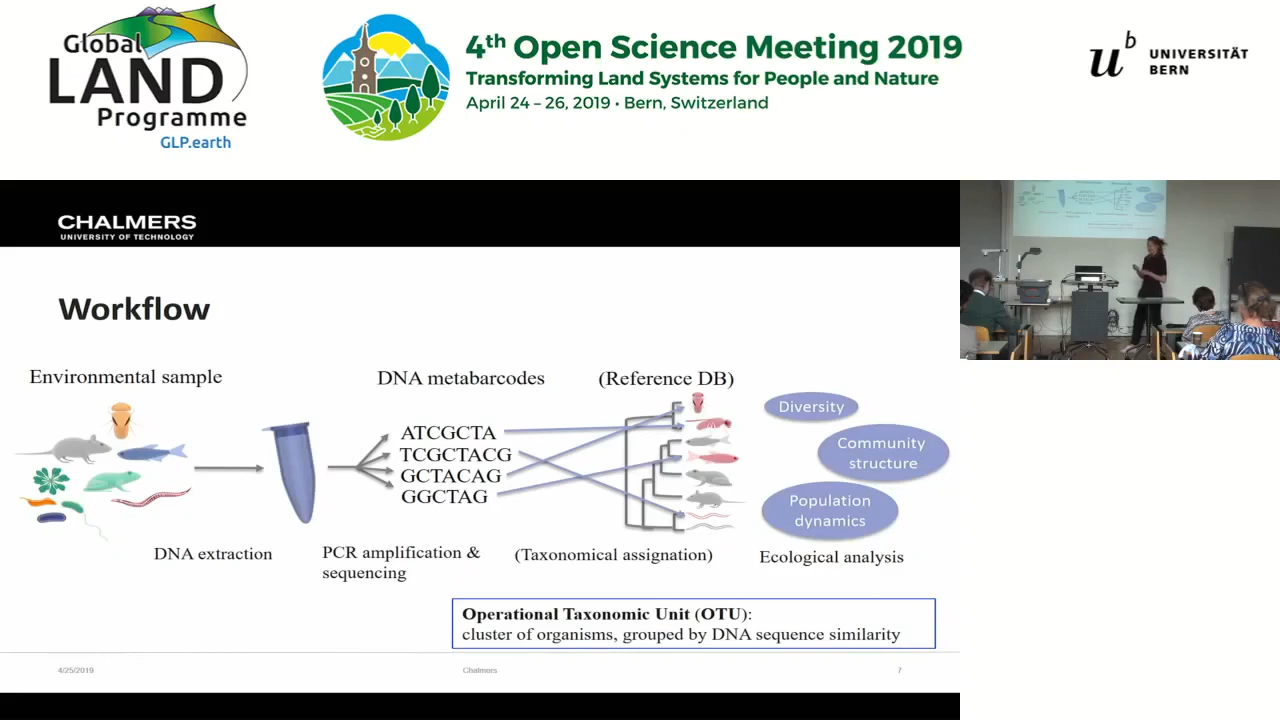 Global
LAND
Programme
GLP.earth
4th Open Science Meeting 2019
Transforming Land Systems for People and Nature
April 24 – 26, 2019 • Bern, Switzerland
u b
UNIVERSITÄT
BERN
CHALMERS
UNIVERSITY OF TECHNOLOGY
Workflow
Environmental sample
DNA metabarcodes
(Reference DB)
ATCGCTA
TCGCTACG
GCTACAG
GGCTAG
Diversity
Community
structure
Population
dynamics
DNA extraction
PCR amplification &
sequencing
(Taxonomical assignation)
Ecological analysis
Operational Taxonomic Unit (OTU):
cluster of organisms, grouped by DNA sequence similarity
4/25/2019
Chalmers
7